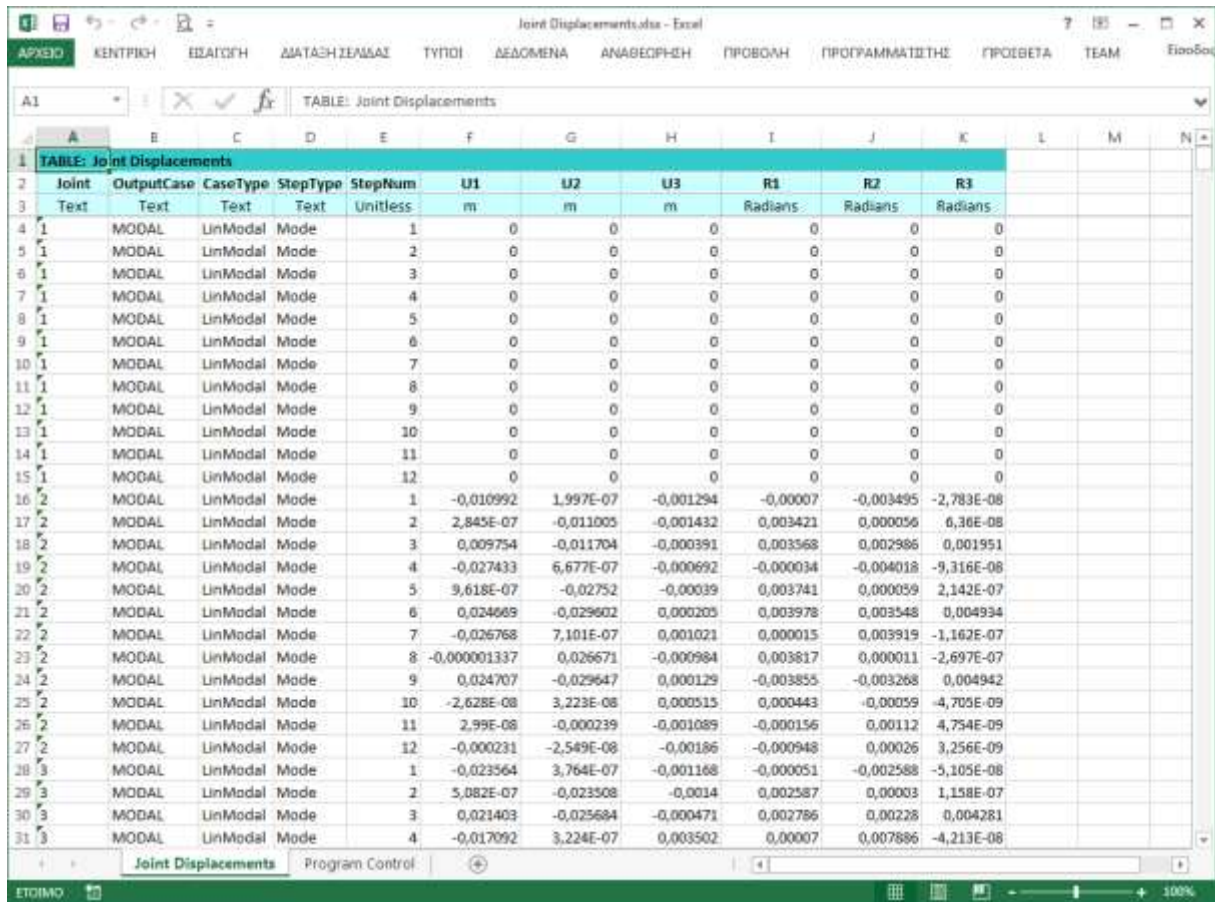 Joint Displacements.xlsx - Excel
ΑΡΧΕΙΟ ΚΕΝΤΡΙΚΗ ΕΙΣΑΓΩΓΗ ΔΙΑΤΑΞΗ ΣΕΛΙΔΑΣ ΤΥΠΟΙ ΔΕΔΟΜΕΝΑ ΑΝΑΘΕΩΡΗΣΗ ΠΡΟΒΟΛΗ ΠΡΟΓΡΑΜΜΑΤΙΣΤΗΣ ΠΡΟΣΘΕΤΑ TEAM
A1 fx TABLE: Joint Displacements
A B C D E F G H I J K L M N
1 TABLE: Joint Displacements
2 Joint OutputCase CaseType StepType StepNum U1 U2 U3 R1 R2 R3
3 Text Text Text Text Unitless m m m Radians Radians Radians
4 1 MODAL LinModal Mode 1 0 0 0 0 0 0
5 1 MODAL LinModal Mode 2 0 0 0 0 0 0
6 1 MODAL LinModal Mode 3 0 0 0 0 0 0
7 1 MODAL LinModal Mode 4 0 0 0 0 0 0
8 1 MODAL LinModal Mode 5 0 0 0 0 0 0
9 1 MODAL LinModal Mode 6 0 0 0 0 0 0
10 1 MODAL LinModal Mode 7 0 0 0 0 0 0
11 1 MODAL LinModal Mode 8 0 0 0 0 0 0
12 1 MODAL LinModal Mode 9 0 0 0 0 0 0
13 1 MODAL LinModal Mode 10 0 0 0 0 0 0
14 1 MODAL LinModal Mode 11 0 0 0 0 0 0
15 1 MODAL LinModal Mode 12 0 0 0 0 0 0
16 2 MODAL LinModal Mode 1 -0,010992 1,997E-07 -0,001294 -0,00007 -0,003495 -2,783E-08
17 2 MODAL LinModal Mode 2 2,845E-07 -0,011005 -0,001432 0,003421 0,000056 6,36E-08
18 2 MODAL LinModal Mode 3 0,009754 -0,011704 -0,000391 0,003568 0,002986 0,001951
19 2 MODAL LinModal Mode 4 -0,027433 6,677E-07 -0,000692 -0,000034 -0,004018 -9,316E-08
20 2 MODAL LinModal Mode 5 9,618E-07 -0,02752 -0,00039 0,003741 0,000059 2,142E-07
21 2 MODAL LinModal Mode 6 0,024669 -0,029602 0,000205 0,003978 0,003548 0,004934
22 2 MODAL LinModal Mode 7 -0,026768 7,101E-07 0,001021 0,000015 0,003919 -1,162E-07
23 2 MODAL LinModal Mode 8 -0,000001337 0,026671 -0,000984 0,003817 0,000011 -2,697E-07
24 2 MODAL LinModal Mode 9 0,024707 -0,029647 0,000129 -0,003855 -0,003268 0,004942
25 2 MODAL LinModal Mode 10 -2,628E-08 3,223E-08 0,000515 0,000443 -0,00059 -4,705E-09
26 2 MODAL LinModal Mode 11 2,99E-08 -0,000239 -0,001089 -0,000156 0,00112 4,754E-09
27 2 MODAL LinModal Mode 12 -0,000231 -2,549E-08 -0,00186 -0,000948 0,00026 3,256E-09
28 3 MODAL LinModal Mode 1 -0,023564 3,764E-07 -0,001168 -0,000051 -0,002588 -5,105E-08
29 3 MODAL LinModal Mode 2 5,082E-07 -0,023508 -0,0014 0,002587 0,00003 1,158E-07
30 3 MODAL LinModal Mode 3 0,021403 -0,025684 -0,000471 0,002786 0,00228 0,004281
31 3 MODAL LinModal Mode 4 -0,017092 3,224E-07 0,003502 0,00007 0,007886 -4,213E-08
Joint Displacements Program Control
ΕΤΟΙΜΟ 100%